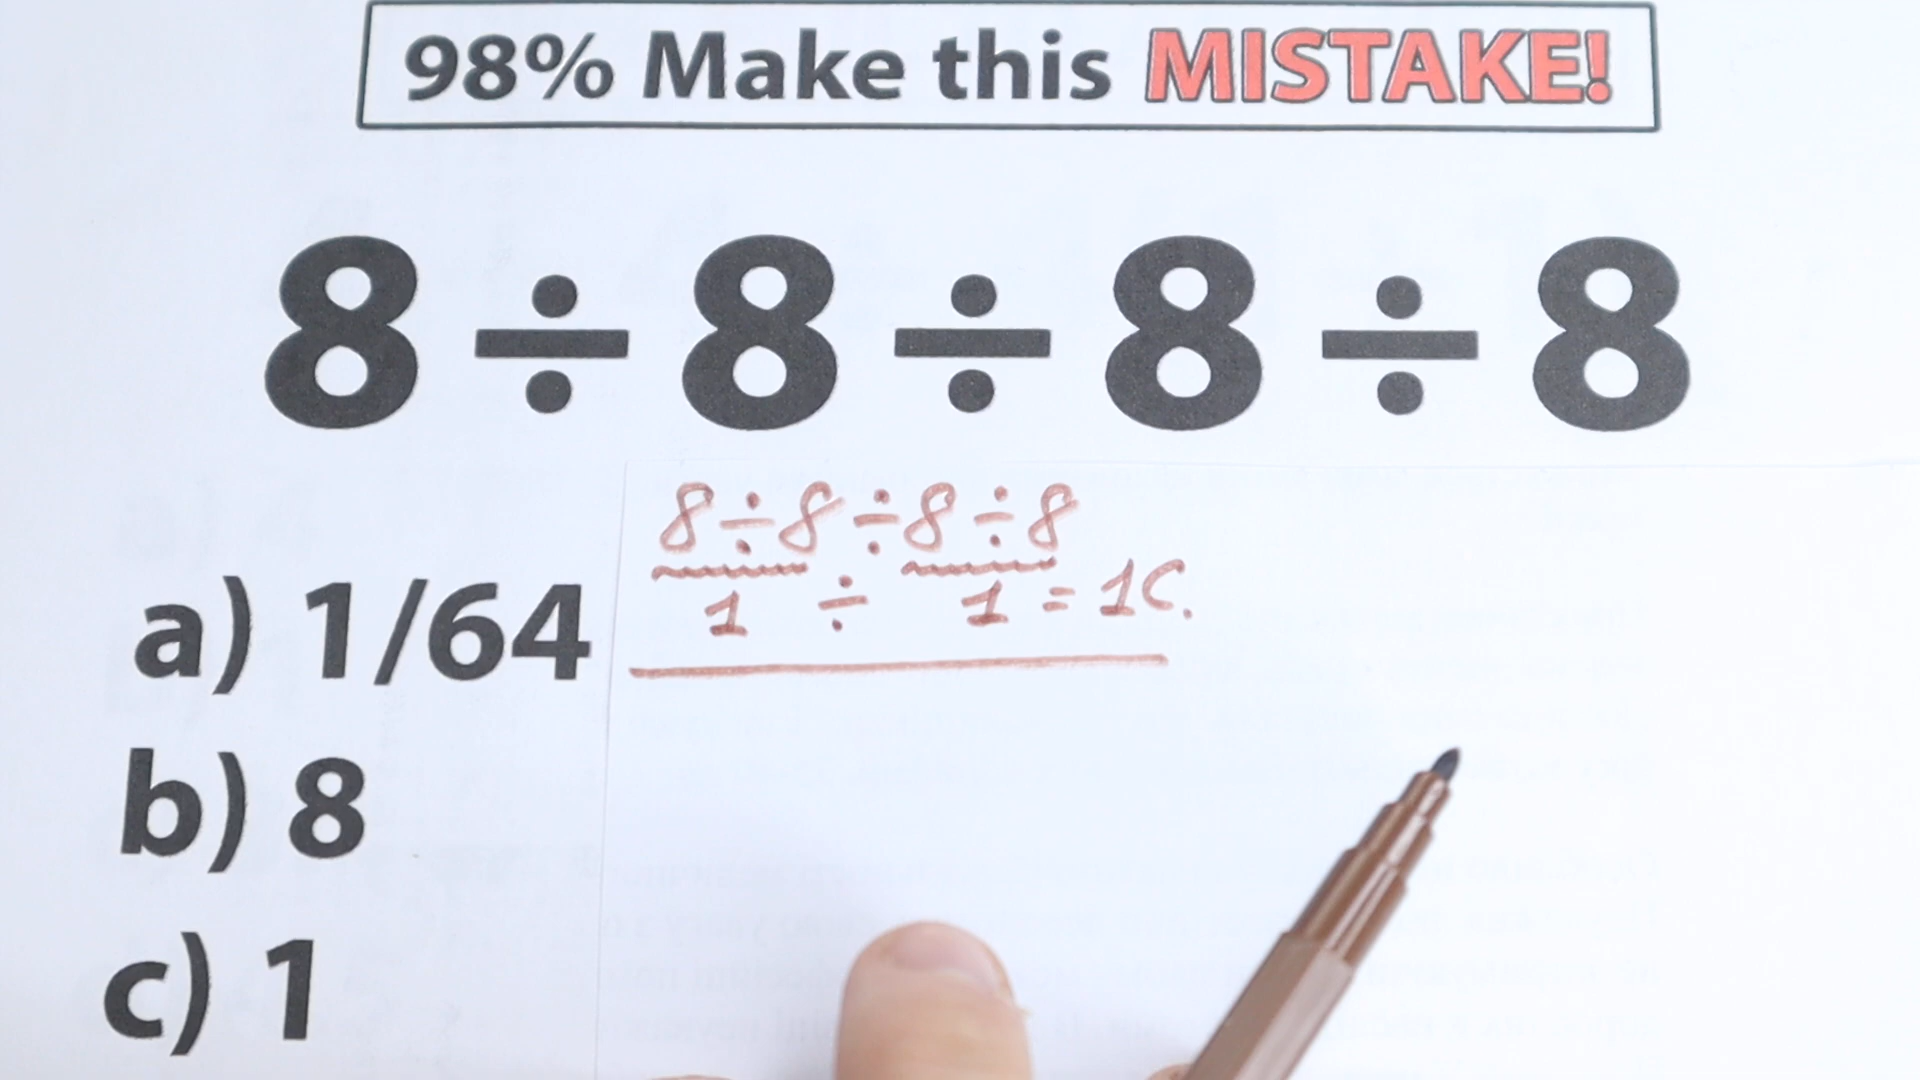 98% Make this MISTAKE!
8÷8÷8÷8
8÷8÷8÷8
1 ÷ 1 = 1C.
a) 1/64
b) 8
c) 1